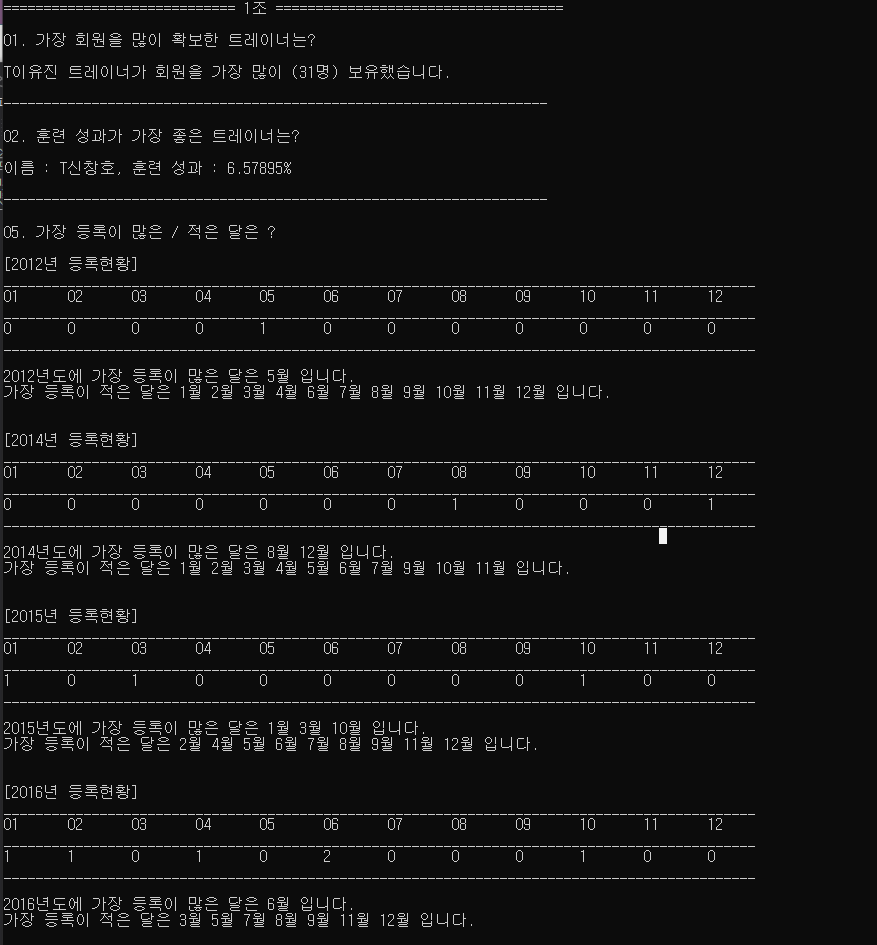 ============================= 1조 ====================================
01. 가장 회원을 많이 확보한 트레이너는?
T이유진 트레이너가 회원을 가장 많이 (31명) 보유했습니다.
--------------------------------------------------------------------
02. 훈련 성과가 가장 좋은 트레이너는?
이름 : T신창호, 훈련 성과 : 6.57895%
--------------------------------------------------------------------
05. 가장 등록이 많은 / 적은 달은 ?
[2012년 등록현황]
01 02 03 04 05 06 07 08 09 10 11 12
0 0 0 0 1 0 0 0 0 0 0 0
2012년도에 가장 등록이 많은 달은 5월 입니다.
가장 등록이 적은 달은 1월 2월 3월 4월 6월 7월 8월 9월 10월 11월 12월 입니다.
[2014년 등록현황]
01 02 03 04 05 06 07 08 09 10 11 12
0 0 0 0 0 0 0 1 0 0 0 1
2014년도에 가장 등록이 많은 달은 8월 12월 입니다.
가장 등록이 적은 달은 1월 2월 3월 4월 5월 6월 7월 9월 10월 11월 입니다.
[2015년 등록현황]
01 02 03 04 05 06 07 08 09 10 11 12
1 0 1 0 0 0 0 0 0 1 0 0
2015년도에 가장 등록이 많은 달은 1월 3월 10월 입니다.
가장 등록이 적은 달은 2월 4월 5월 6월 7월 8월 9월 11월 12월 입니다.
[2016년 등록현황]
01 02 03 04 05 06 07 08 09 10 11 12
1 1 0 1 0 2 0 0 0 1 0 0
2016년도에 가장 등록이 많은 달은 6월 입니다.
가장 등록이 적은 달은 3월 5월 7월 8월 9월 11월 12월 입니다.